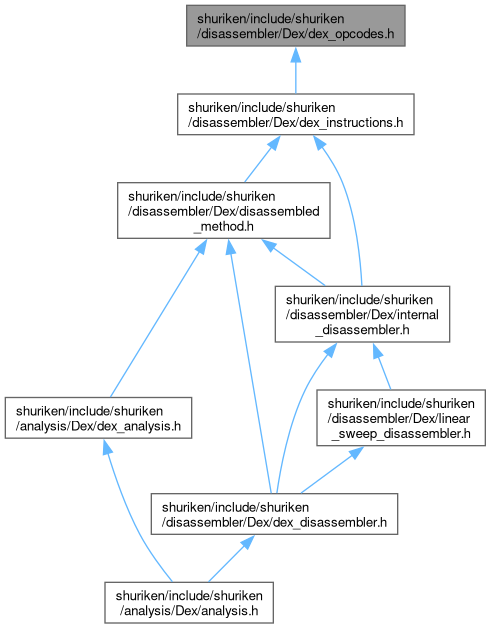 shuriken/include/shuriken
/disassembler/Dex/dex_opcodes.h
shuriken/include/shuriken
/disassembler/Dex/dex_instructions.h
shuriken/include/shuriken
/disassembler/Dex/disassembled
_method.h
shuriken/include/shuriken
/disassembler/Dex/internal
_disassembler.h
shuriken/include/shuriken
/analysis/Dex/dex_analysis.h
shuriken/include/shuriken
/disassembler/Dex/linear
_sweep_disassembler.h
shuriken/include/shuriken
/disassembler/Dex/dex_disassembler.h
shuriken/include/shuriken
/analysis/Dex/analysis.h